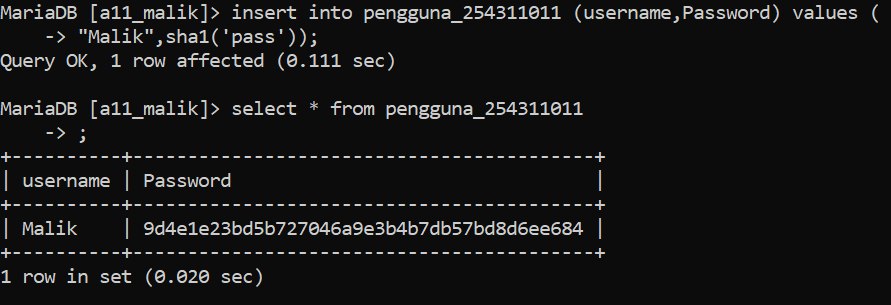 MariaDB [a11_malik]> insert into pengguna_254311011 (username,Password) values (
    -> "Malik",sha1('pass'));
Query OK, 1 row affected (0.111 sec)

MariaDB [a11_malik]> select * from pengguna_254311011
    -> ;
+----------+------------------------------------------+
| username | Password                                 |
+----------+------------------------------------------+
| Malik    | 9d4e1e23bd5b727046a9e3b4b7db57bd8d6ee684 |
+----------+------------------------------------------+
1 row in set (0.020 sec)